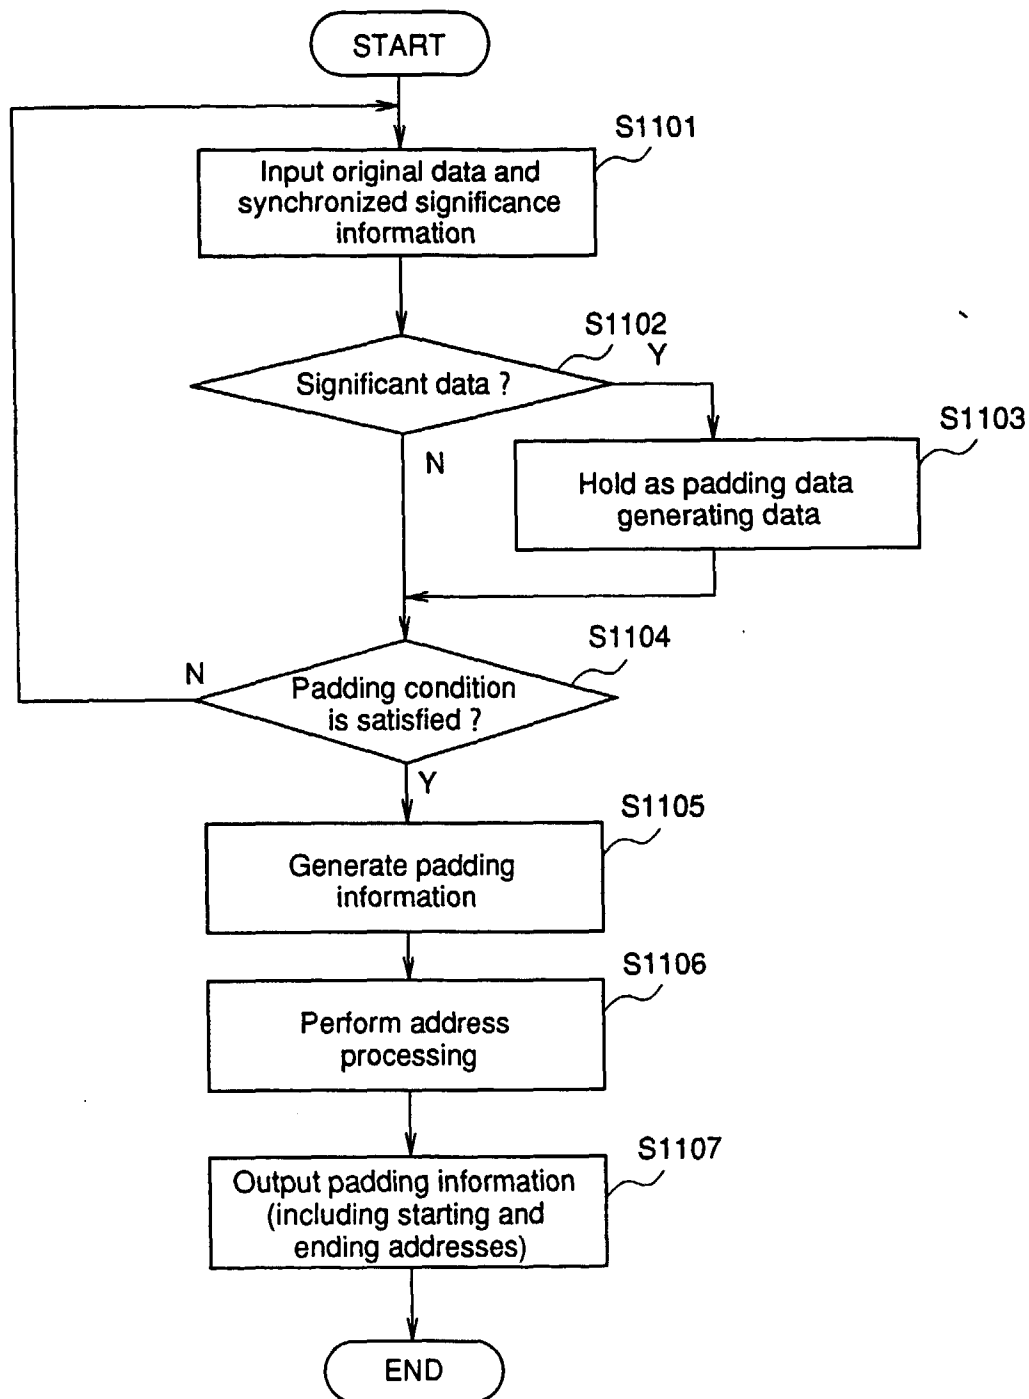 START
S1101
Input original data and
synchronized significance
information
S1102
Y
Significant data ?
S1103
N
Hold as padding data
generating data
S1104
N
Padding condition
is satisfied ?
Y
S1105
Generate padding
information
S1106
Perform address
processing
S1107
Output padding information
(including starting and
ending addresses)
END